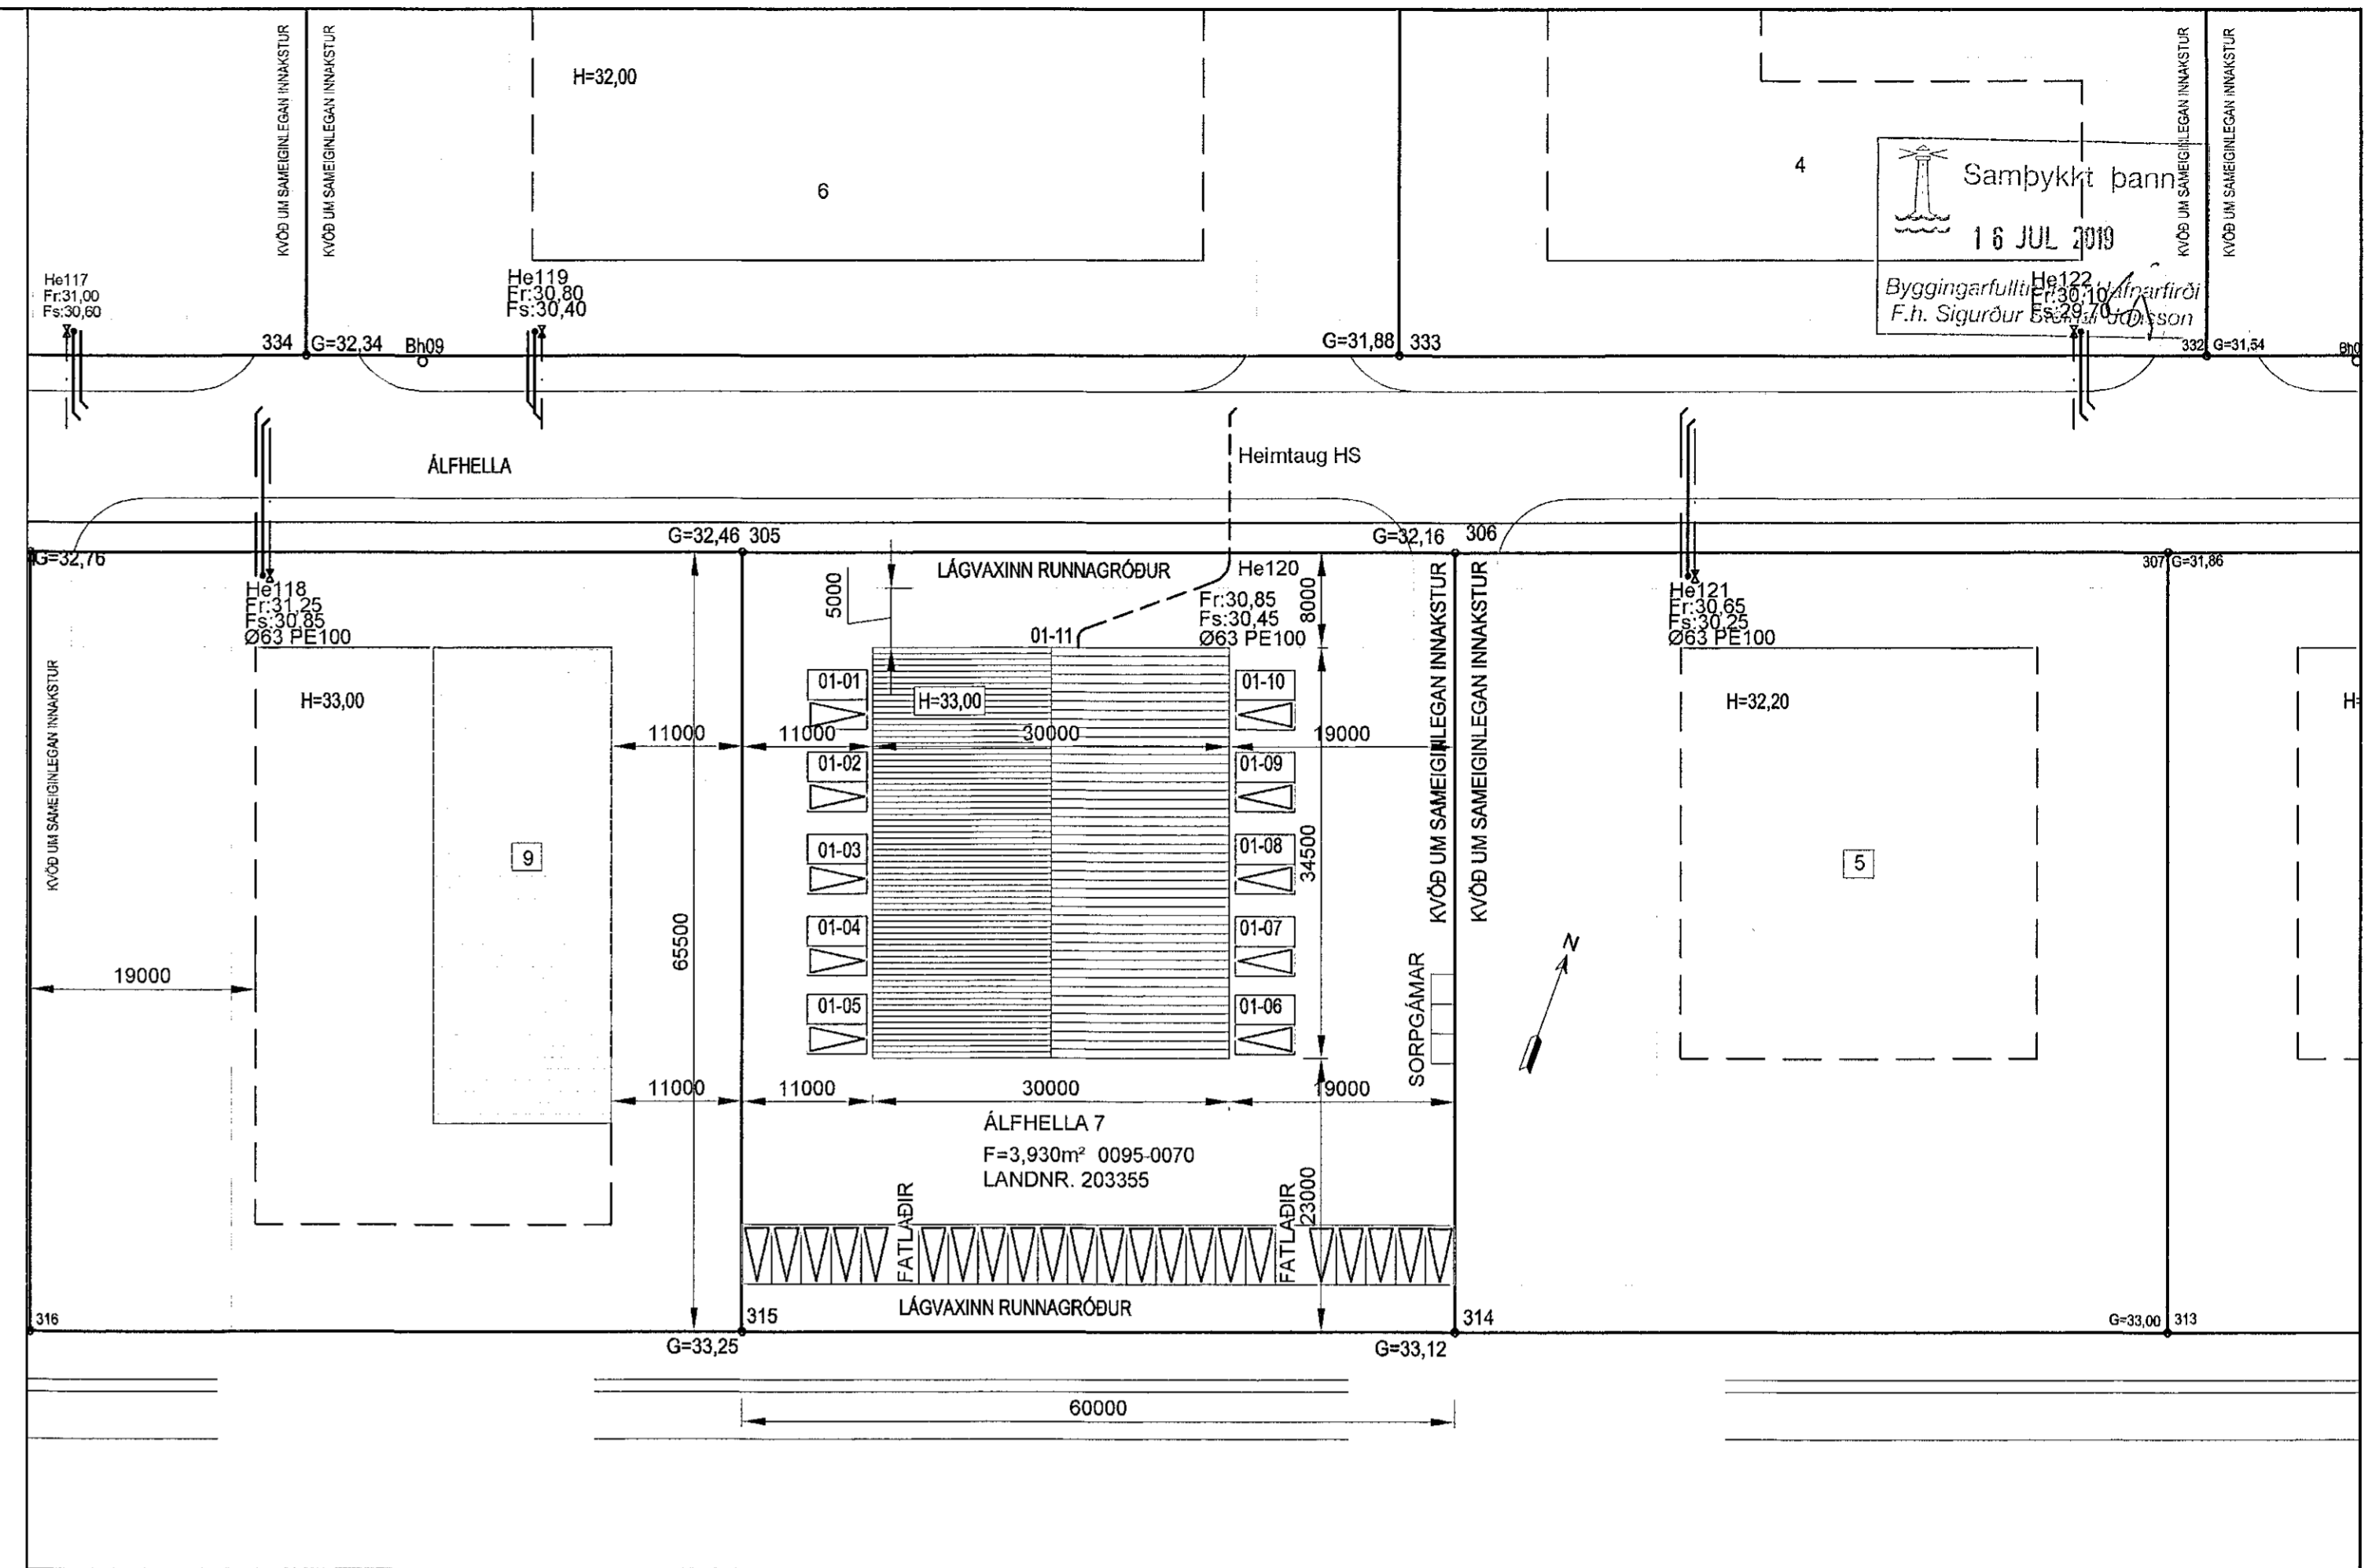 KVÖÐ UM SAMEIGINLEGAN INNAKSTUR
KVÖÐ UM SAMEIGINLEGAN INNAKSTUR
H=32,00
6
4
KVÖÐ UM SAMEIGINLEGAN INNAKSTUR
KVÖÐ UM SAMEIGINLEGAN INNAKSTUR
Samþykkt þann
16 JUL 2019
F.h. Sigurður
He117
Fr:31,00
Fs:30,60
He119
Fr:30,80
Fs:30,40
He122
Fr:30,10
Fs:29,70
334 G=32,34
Bh09
G=31,88 333
332 G=31,54
ÁLFHELLA
Heimtaug HS
G=32,76
G=32,46 305
G=32,16 306
307 G=31,86
He118
Fr:31,25
Fs:30,85
Ø63 PE100
LÁGVAXINN RUNNAGRÓÐUR
5000
01-11
He120
Fr:30,85
Fs:30,45
Ø63 PE100
8000
He121
Fr:30,65
Fs:30,25
Ø63 PE100
KVÖÐ UM SAMEIGINLEGAN INNAKSTUR
KVÖÐ UM SAMEIGINLEGAN INNAKSTUR
KVÖÐ UM SAMEIGINLEGAN INNAKSTUR
H=33,00
01-01
H=33,00
01-10
H=32,20
11000
11000
30000
19000
01-02
01-09
01-03
01-08
9
34500
5
01-04
01-07
65500
19000
01-05
01-06
SORPGÁMAR
N
11000
11000
30000
19000
ÁLFHELLA 7
F=3,930m² 0095-0070
LANDNR. 203355
23000
FATLAÐIR
FATLAÐIR
LÁGVAXINN RUNNAGRÓÐUR
316
315
314
G=33,00 313
G=33,25
G=33,12
60000